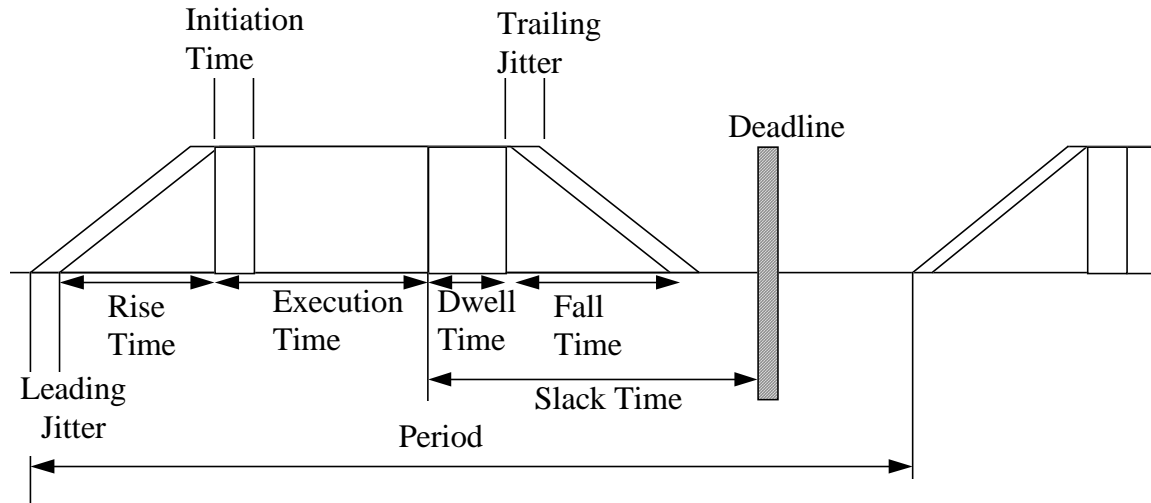 Initiation
Time
Trailing
Jitter
Deadline
Rise
Time
Execution
Time
Dwell
Time
Fall
Time
Leading
Jitter
Slack Time
Period